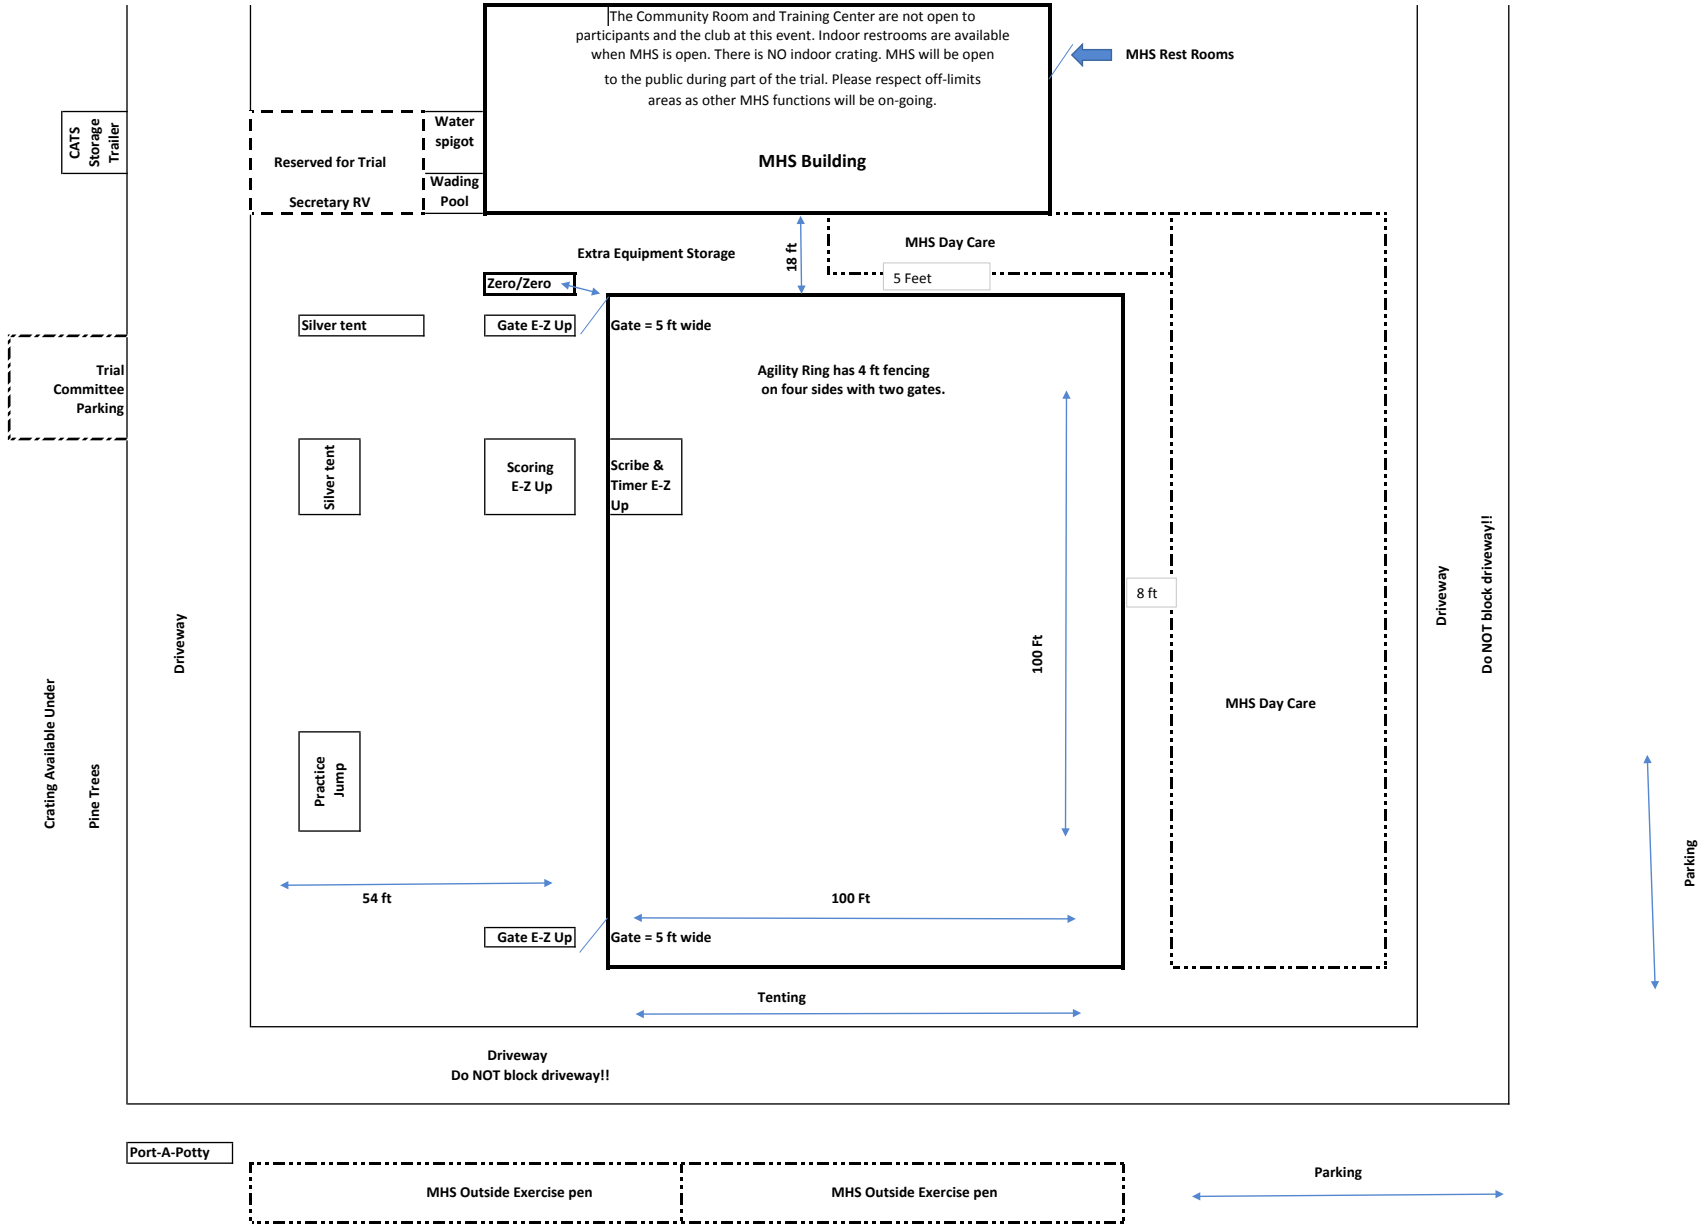 The Community Room and Training Center are not open to
participants and the club at this event. Indoor restrooms are available
when MHS is open. There is NO indoor crating. MHS will be open
to the public during part of the trial. Please respect off-limits
areas as other MHS functions will be on-going.
MHS Rest Rooms
CATS
Storage
Trailer
Water
spigot
Reserved for Trial
Secretary RV
Wading
Pool
MHS Building
Extra Equipment Storage
18 ft
MHS Day Care
5 Feet
Zero/Zero
Silver tent
Gate E-Z Up
Gate = 5 ft wide
Trial
Committee
Parking
Agility Ring has 4 ft fencing
on four sides with two gates.
Silver tent
Scoring
E-Z Up
Scribe &
Timer E-Z
Up
8 ft
Driveway
100 Ft
Driveway
Do NOT block driveway!!
MHS Day Care
Crating Available Under
Pine Trees
Practice
Jump
Parking
54 ft
100 Ft
Gate E-Z Up
Gate = 5 ft wide
Tenting
Driveway
Do NOT block driveway!!
Port-A-Potty
MHS Outside Exercise pen
MHS Outside Exercise pen
Parking